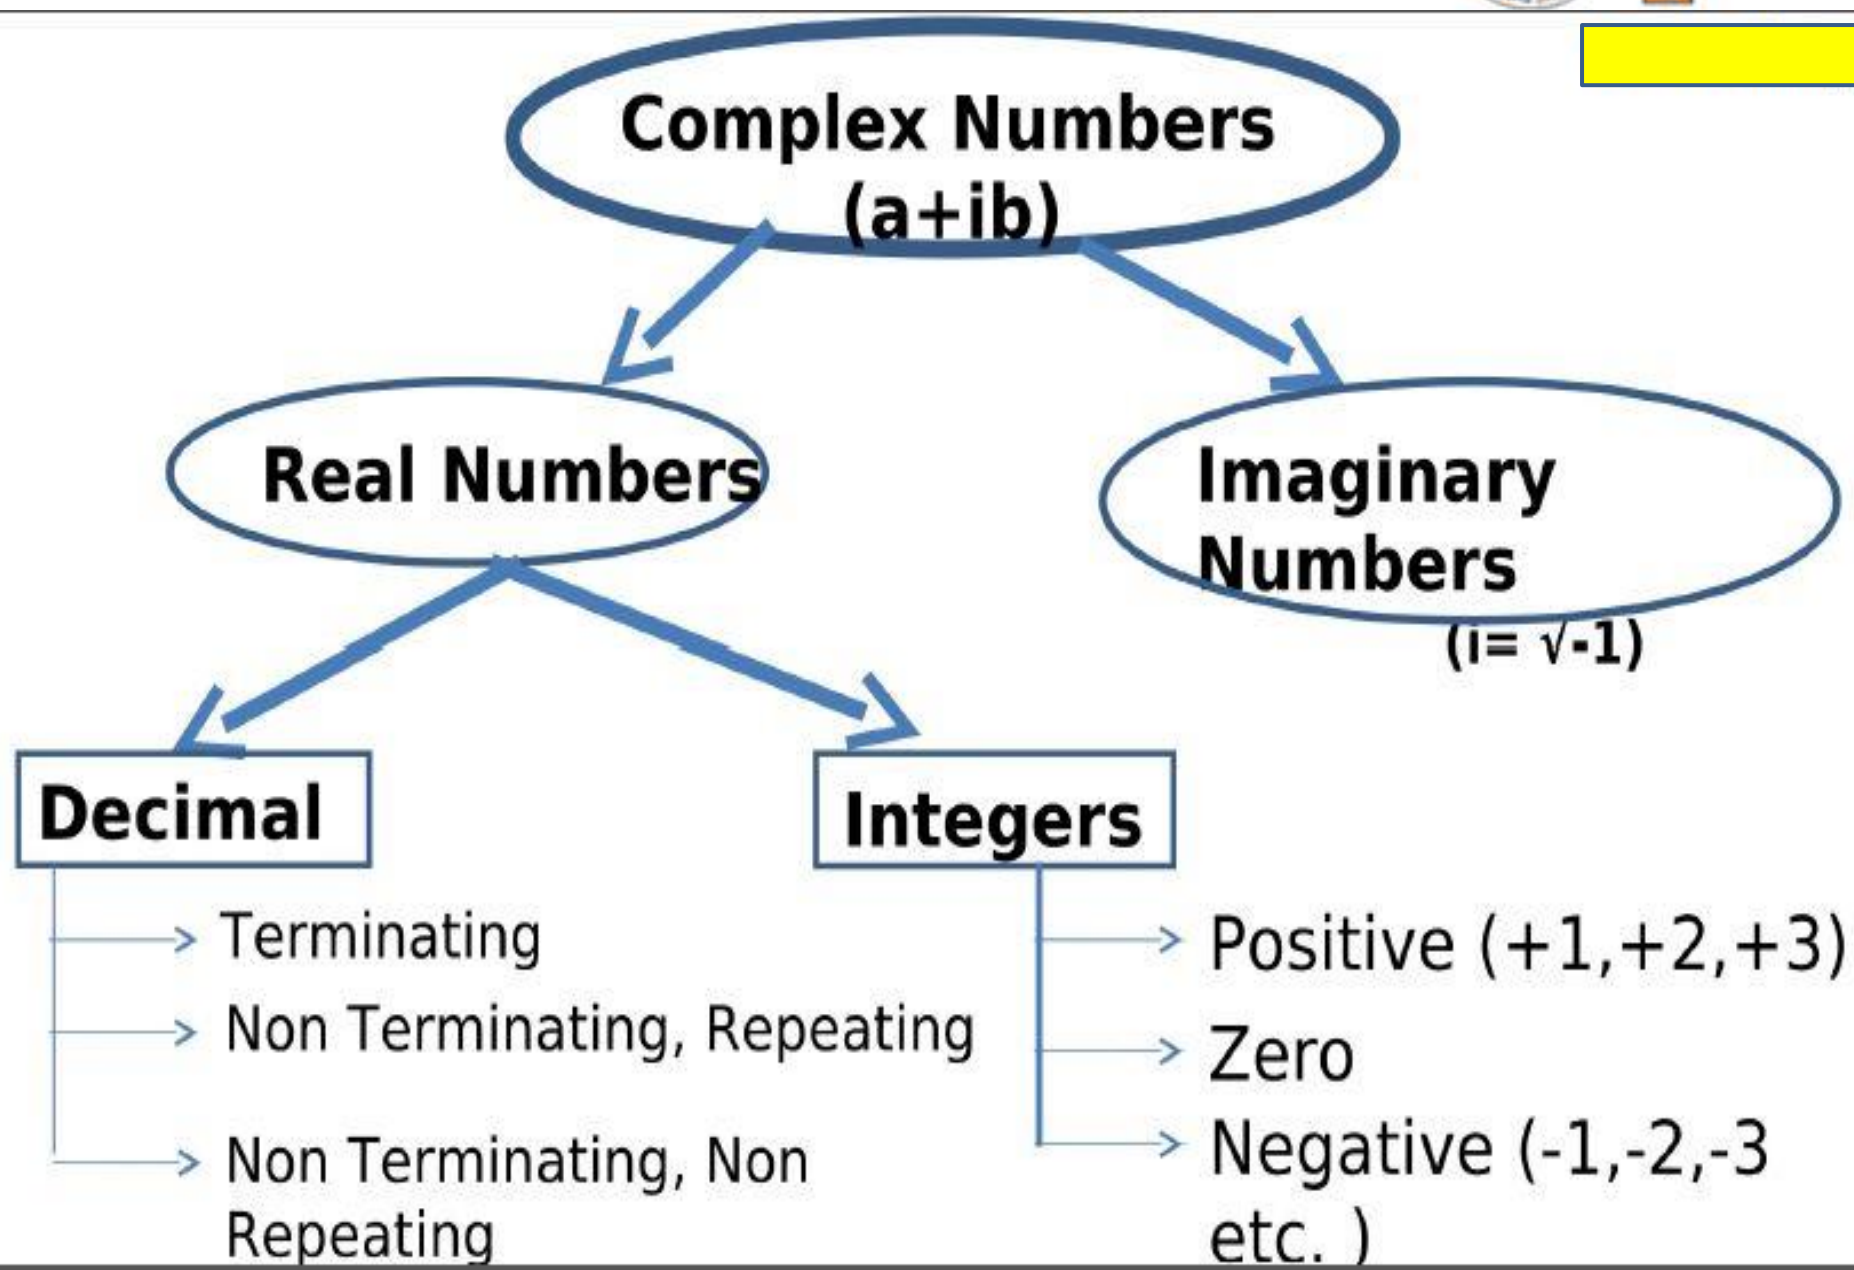 Complex Numbers
(a+ib)
Real Numbers
Imaginary
Numbers
(i≡ √-1)
Decimal
Integers
Terminating
Non Terminating, Repeating
Non Terminating, Non
Repeating
Positive (+1,+2,+3)
Zero
Negative (-1,-2,-3
etc. )